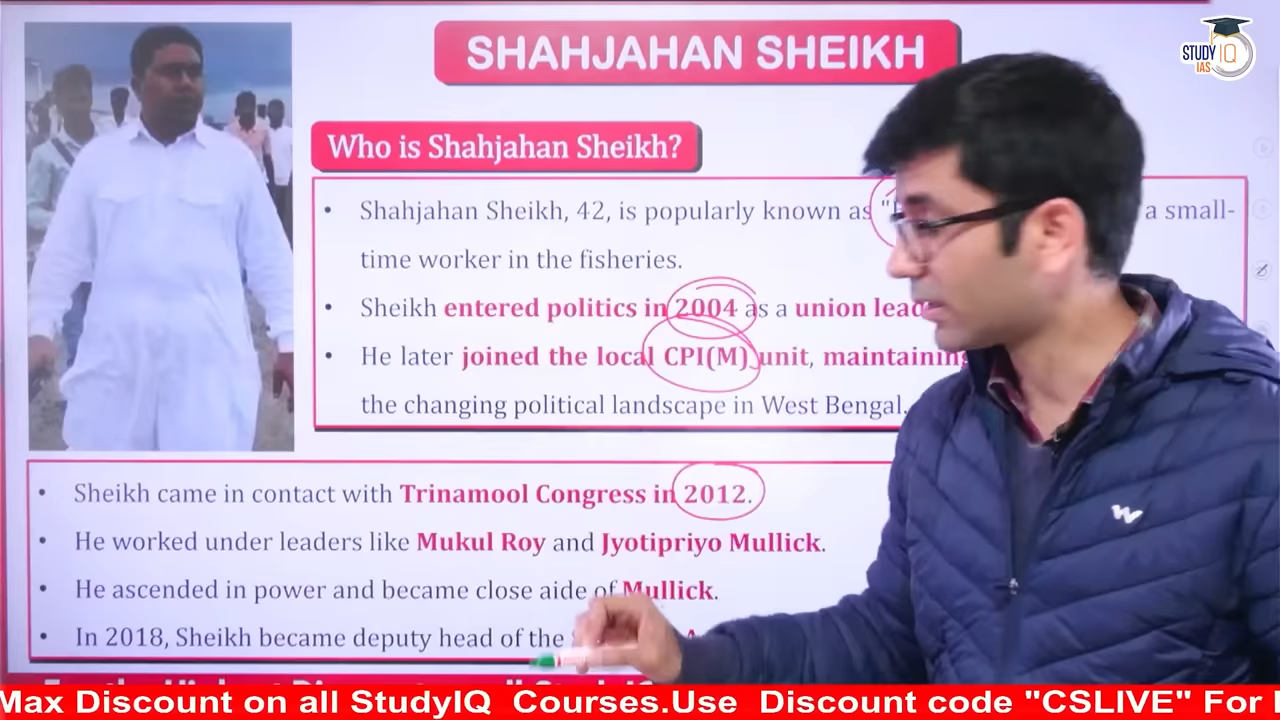 SHAHJAHAN SHEIKH
STUDY IQ
IAS
Who is Shahjahan Sheikh?
• Shahjahan Sheikh, 42, is popularly known as " a small-
time worker in the fisheries.
• Sheikh entered politics in 2004 as a union
• He later joined the local CPI(M) unit, maintaining
the changing political landscape in West Bengal.
• Sheikh came in contact with Trinamool Congress in 2012.
• He worked under leaders like Mukul Roy and Jyotipriyo Mullick.
• He ascended in power and became close aide of Mullick.
• In 2018, Sheikh became deputy head of the
Max Discount on all StudyIQ Courses.Use Discount code "CSLIVE" For